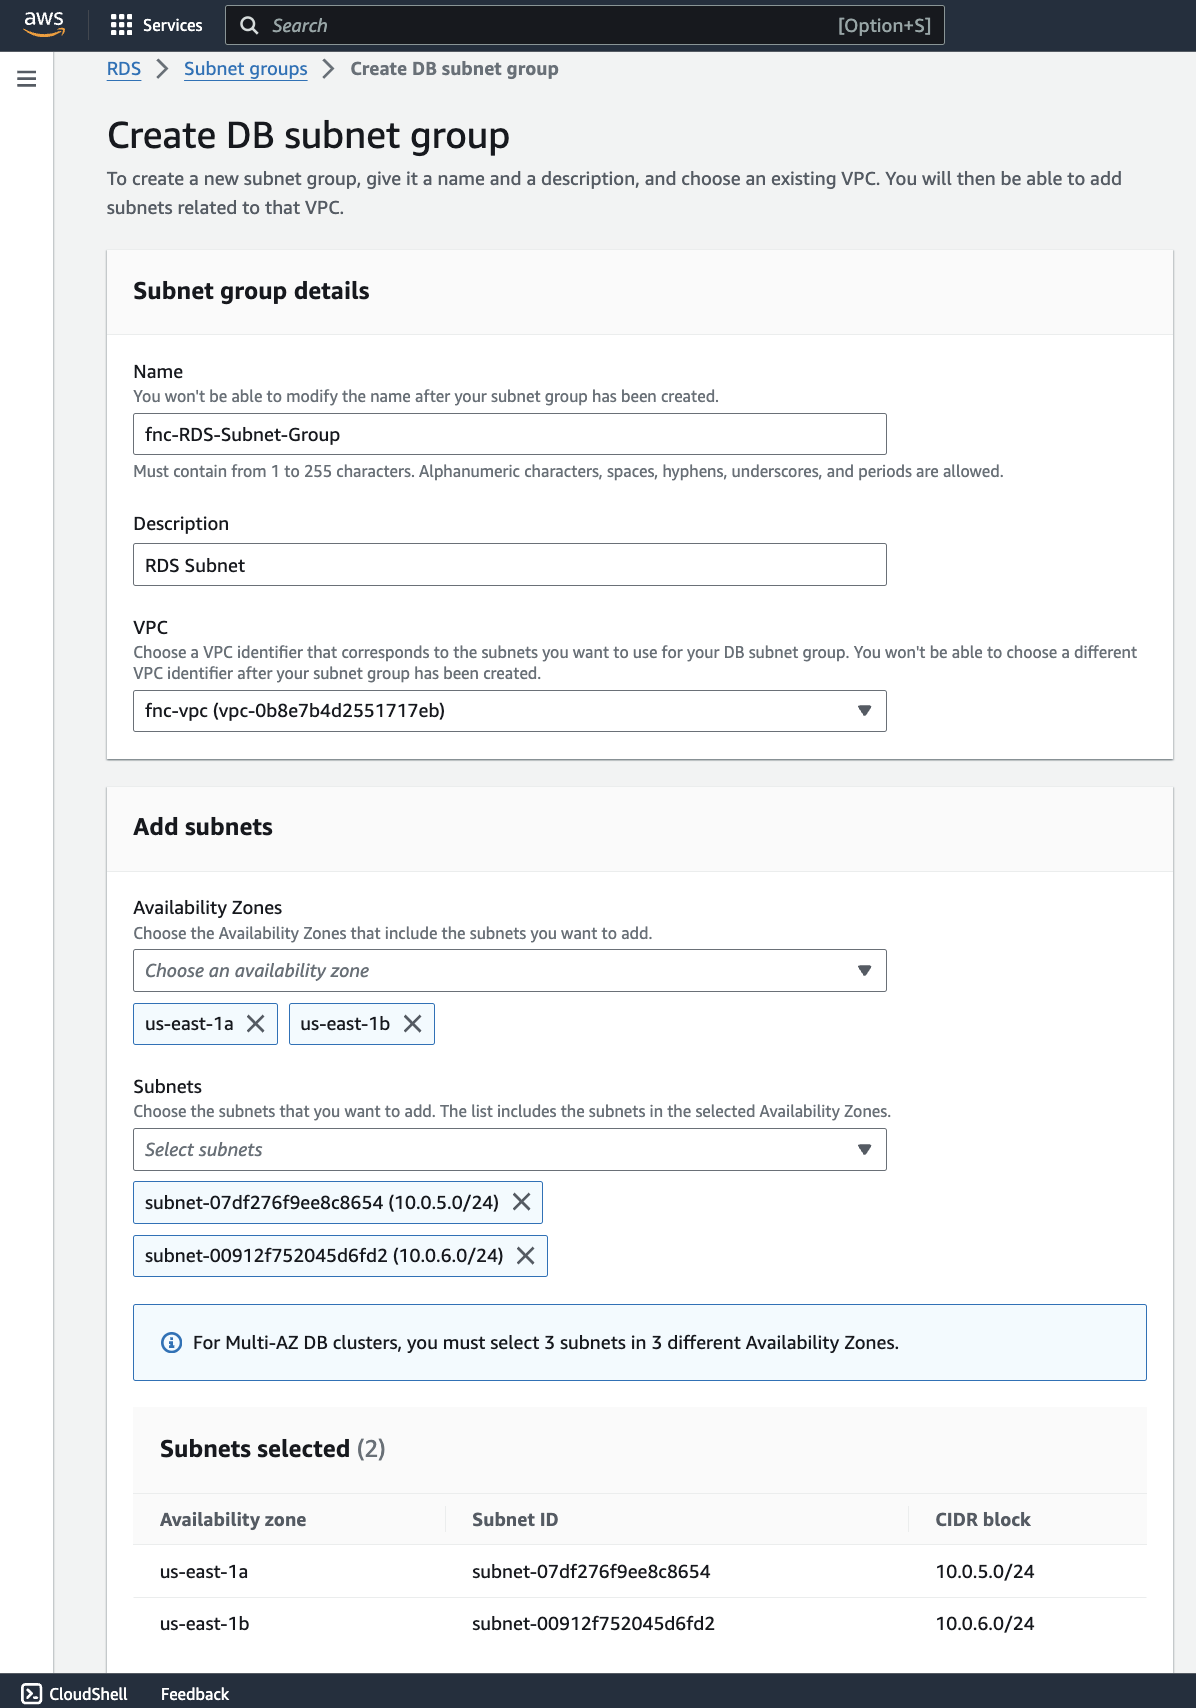 aws
Services
Search
[Option+S]
RDS
Subnet groups
Create DB subnet group
Create DB subnet group
To create a new subnet group, give it a name and a description, and choose an existing VPC. You will then be able to add
subnets related to that VPC.
Subnet group details
Name
You won't be able to modify the name after your subnet group has been created.
fnc-RDS-Subnet-Group
Must contain from 1 to 255 characters. Alphanumeric characters, spaces, hyphens, underscores, and periods are allowed.
Description
RDS Subnet
VPC
Choose a VPC identifier that corresponds to the subnets you want to use for your DB subnet group. You won't be able to choose a different
VPC identifier after your subnet group has been created.
fnc-vpc (vpc-0b8e7b4d2551717eb)
Add subnets
Availability Zones
Choose the Availability Zones that include the subnets you want to add.
Choose an availability zone
us-east-1a
us-east-1b
Subnets
Choose the subnets that you want to add. The list includes the subnets in the selected Availability Zones.
Select subnets
subnet-07df276f9ee8c8654 (10.0.5.0/24)
subnet-00912f752045d6fd2 (10.0.6.0/24)
For Multi-AZ DB clusters, you must select 3 subnets in 3 different Availability Zones.
Subnets selected (2)
Availability zone
Subnet ID
CIDR block
us-east-1a
subnet-07df276f9ee8c8654
10.0.5.0/24
us-east-1b
subnet-00912f752045d6fd2
10.0.6.0/24
CloudShell
Feedback